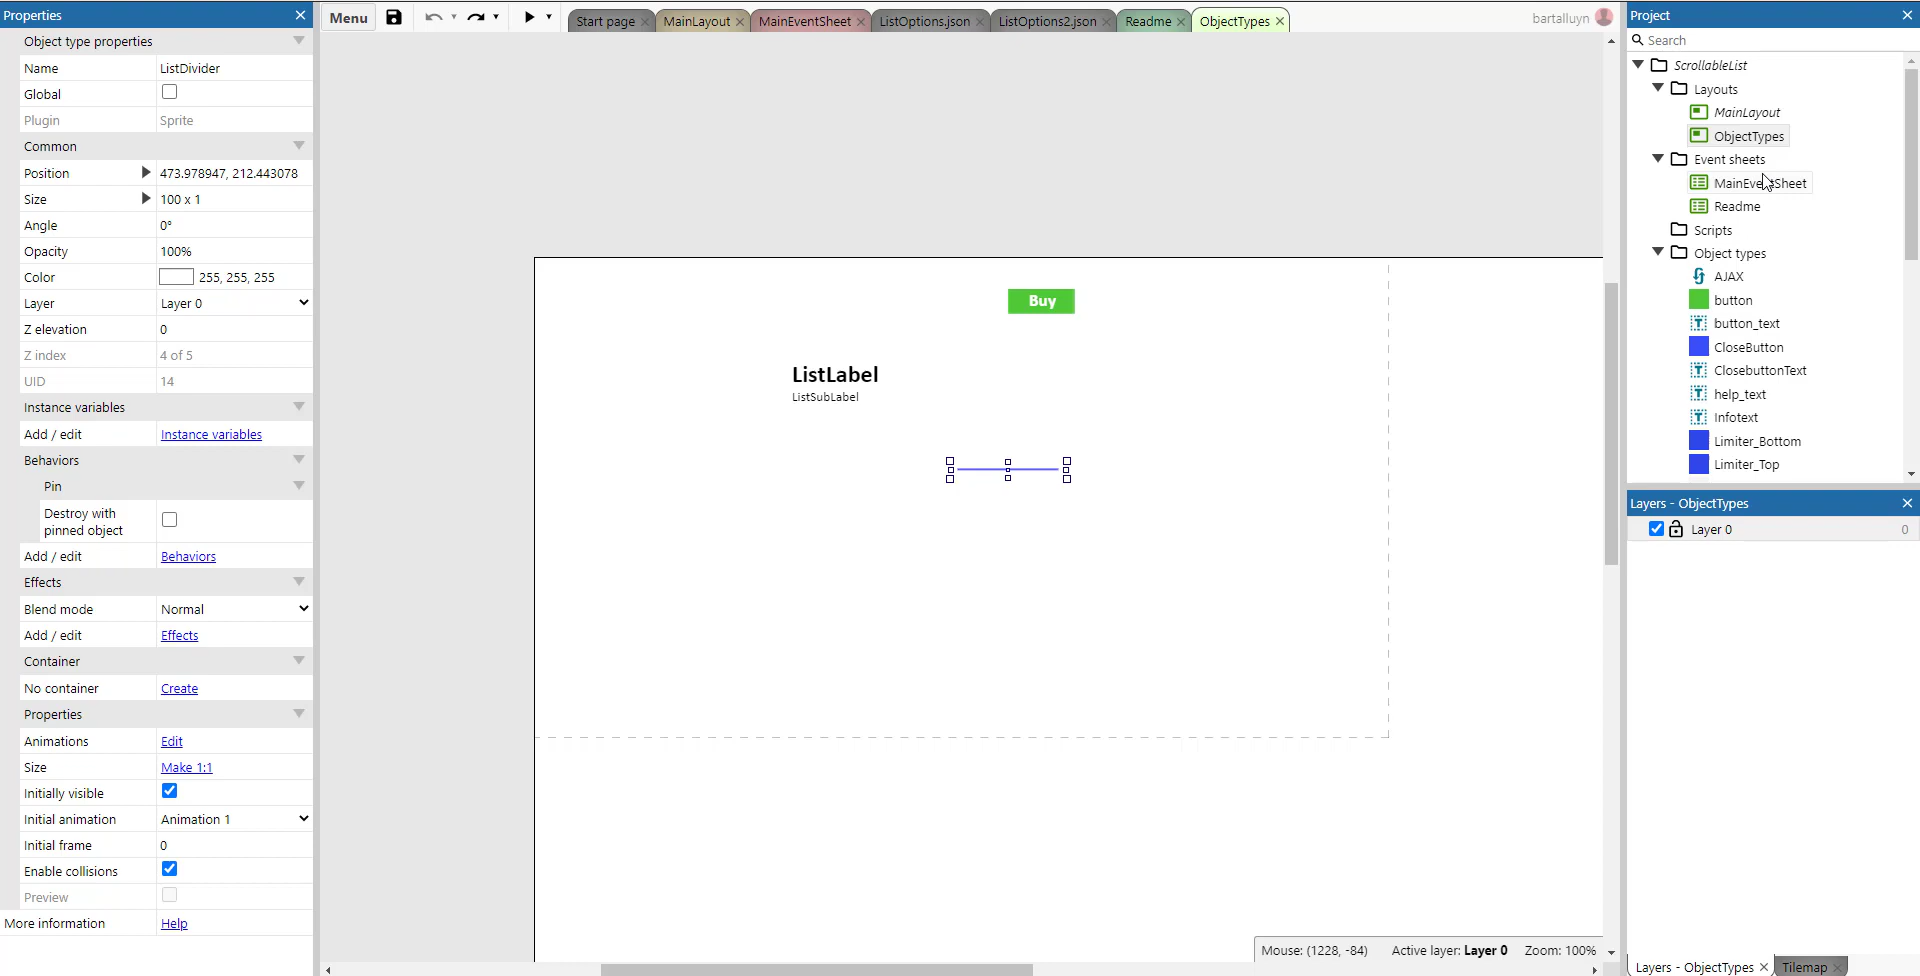 Properties
Object type properties
Name ListDivider
Global
Plugin Sprite
Common
Position 473.978947, 212.443078
Size 100 x 1
Angle 0°
Opacity 100%
Color 255, 255, 255
Layer Layer 0
Z elevation 0
Z index 4 of 5
UID 14
Instance variables
Add / edit Instance variables
Behaviors
Pin
Destroy with
pinned object
Add / edit Behaviors
Effects
Blend mode Normal
Add / edit Effects
Container
No container Create
Properties
Animations Edit
Size Make 1:1
Initially visible
Initial animation Animation 1
Initial frame 0
Enable collisions
Preview
More information Help
Menu
Start page MainLayout MainEventSheet ListOptions.json ListOptions2.json Readme ObjectTypes
bartalluyn
Buy
ListLabel
ListSubLabel
Mouse: (1228, -84) Active layer: Layer 0 Zoom: 100%
Project
Search
ScrollableList
Layouts
MainLayout
ObjectTypes
Event sheets
MainEventSheet
Readme
Scripts
Object types
AJAX
button
button_text
CloseButton
ClosebuttonText
help_text
Infotext
Limiter_Bottom
Limiter_Top
Layers - ObjectTypes
Layer 0 0
Layers - ObjectTypes Tilemap